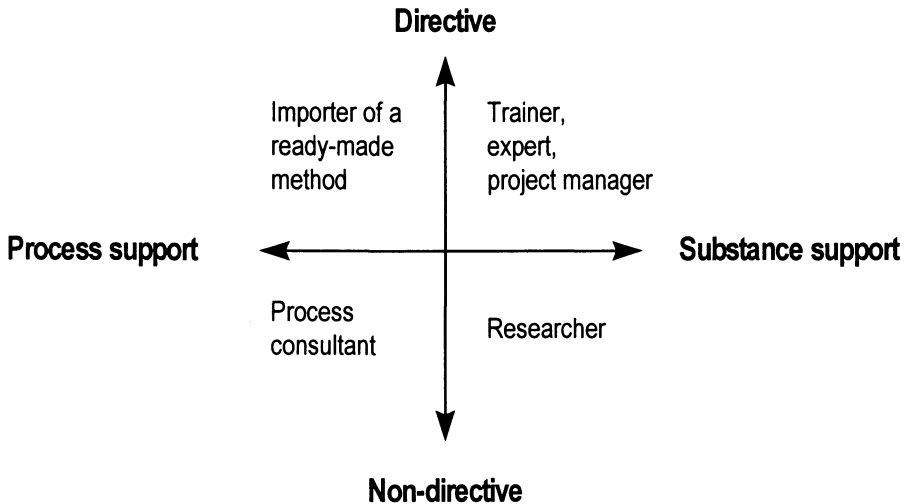 Directive
Importer of a
ready-made
method
Trainer,
expert,
project manager
Process support
Substance support
Process
consultant
Researcher
Non-directive